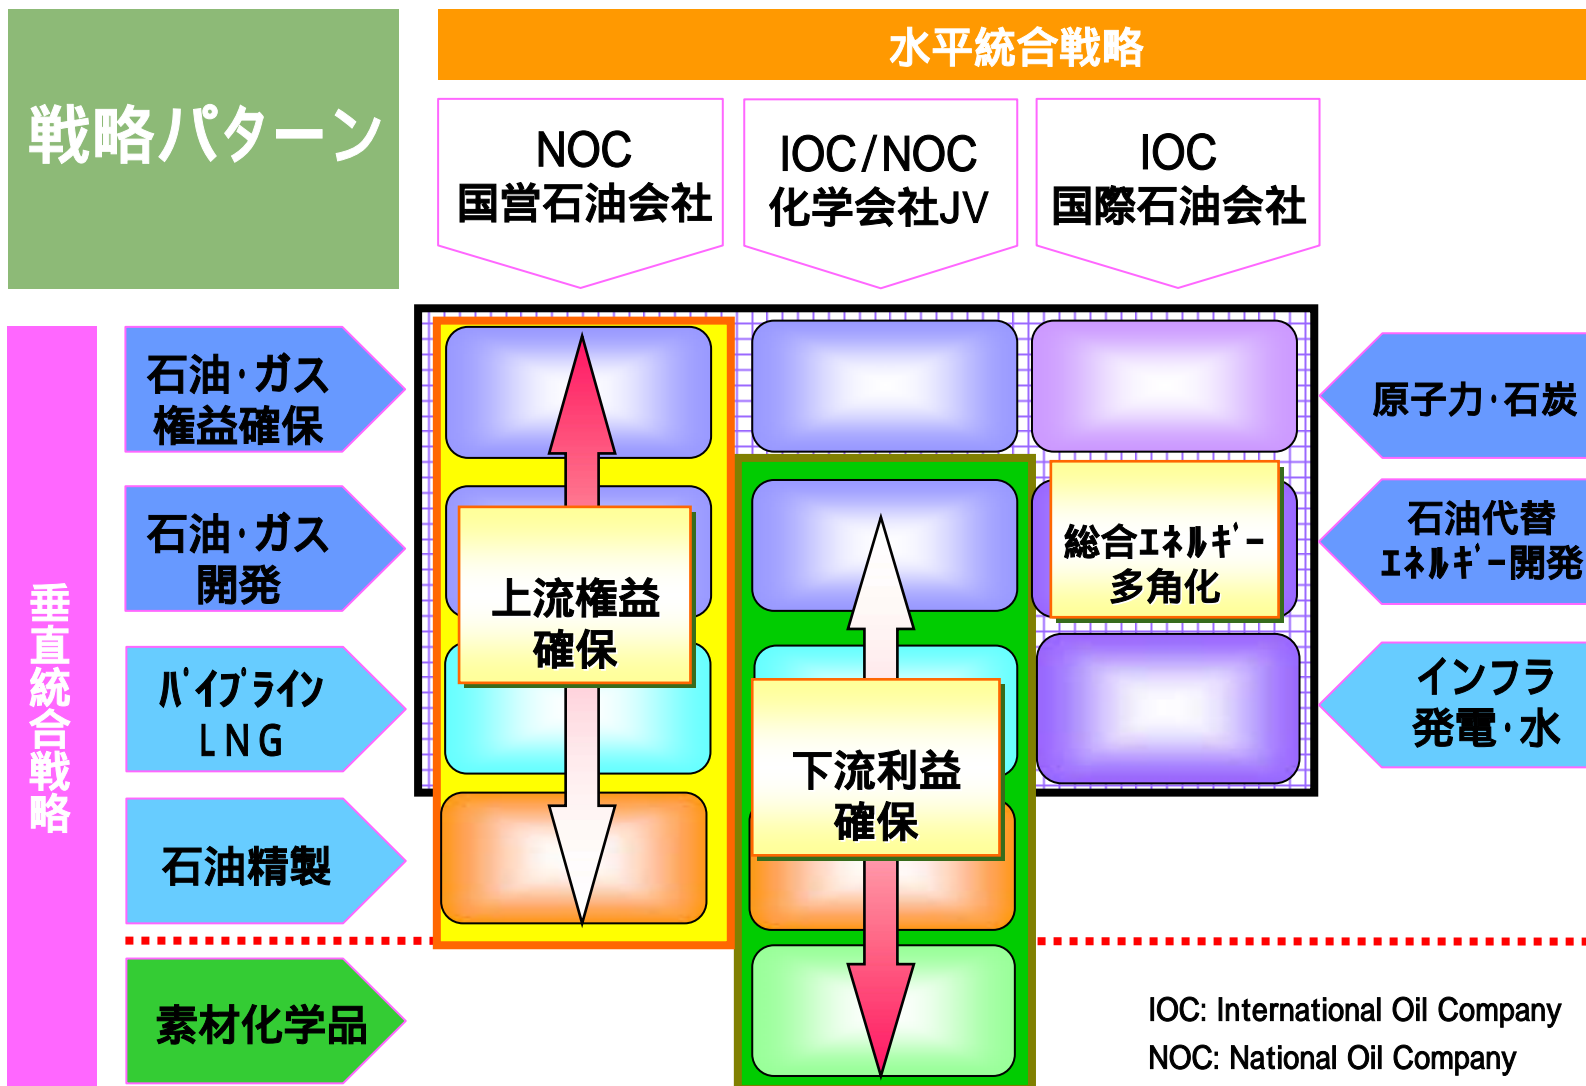 戦略パターン
水平統合戦略
NOC
国営石油会社
IOC/NOC
化学会社JV
IOC
国際石油会社
垂直統合戦略
石油・ガス
権益確保
石油・ガス
開発
ﾊﾟｲﾌﾟﾗｲﾝ
LNG
石油精製
素材化学品
上流権益
確保
下流利益
確保
総合ｴﾈﾙｷﾞｰ
多角化
原子力・石炭
石油代替
ｴﾈﾙｷﾞｰ開発
インフラ
発電・水
IOC: International Oil Company
NOC: National Oil Company